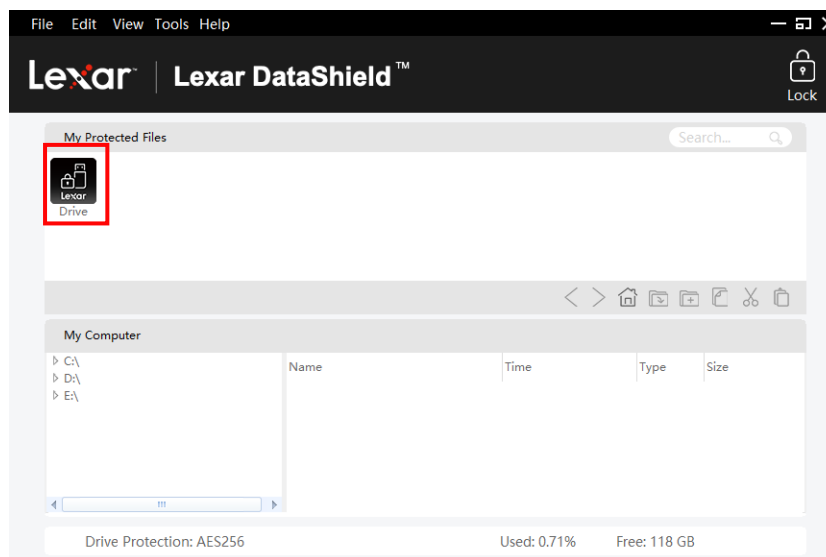 File Edit View Tools Help
Lexar™ Lexar DataShield™
Lock
My Protected Files
Search...
Lexar
Drive
My Computer
C:\
D:\
E:\
Name Time Type Size
Drive Protection: AES256 Used: 0.71% Free: 118 GB